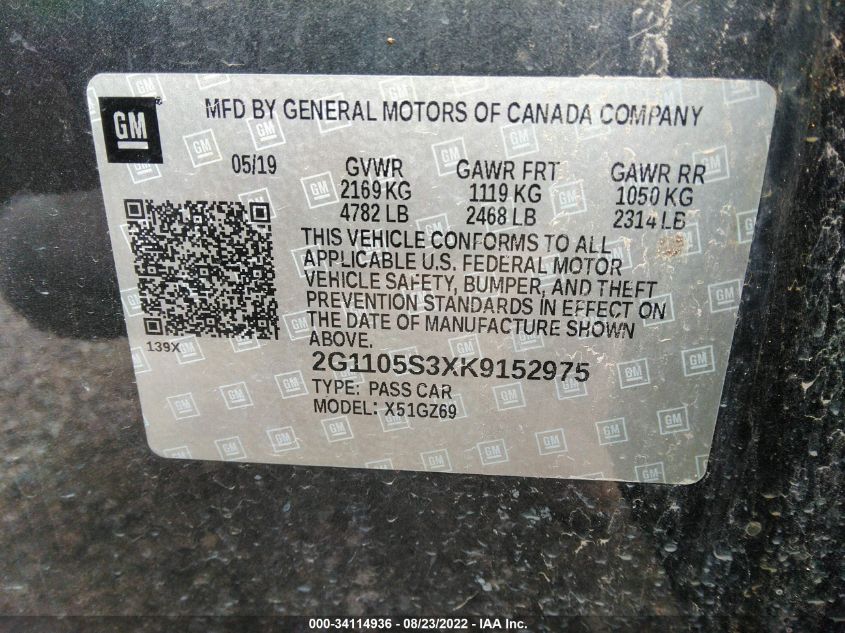 GM
MFD BY GENERAL MOTORS OF CANADA COMPANY
05/19 GVWR GAWR FRT GAWR RR
2169 KG 1119 KG 1050 KG
4782 LB 2468 LB 2314 LB
THIS VEHICLE CONFORMS TO ALL
APPLICABLE U.S. FEDERAL MOTOR
VEHICLE SAFETY, BUMPER, AND THEFT
PREVENTION STANDARDS IN EFFECT ON
THE DATE OF MANUFACTURE SHOWN
ABOVE.
139X
2G1105S3XK9152975
TYPE: PASS CAR
MODEL: X51GZ69
000-34114936 - 08/23/2022 - IAA Inc.